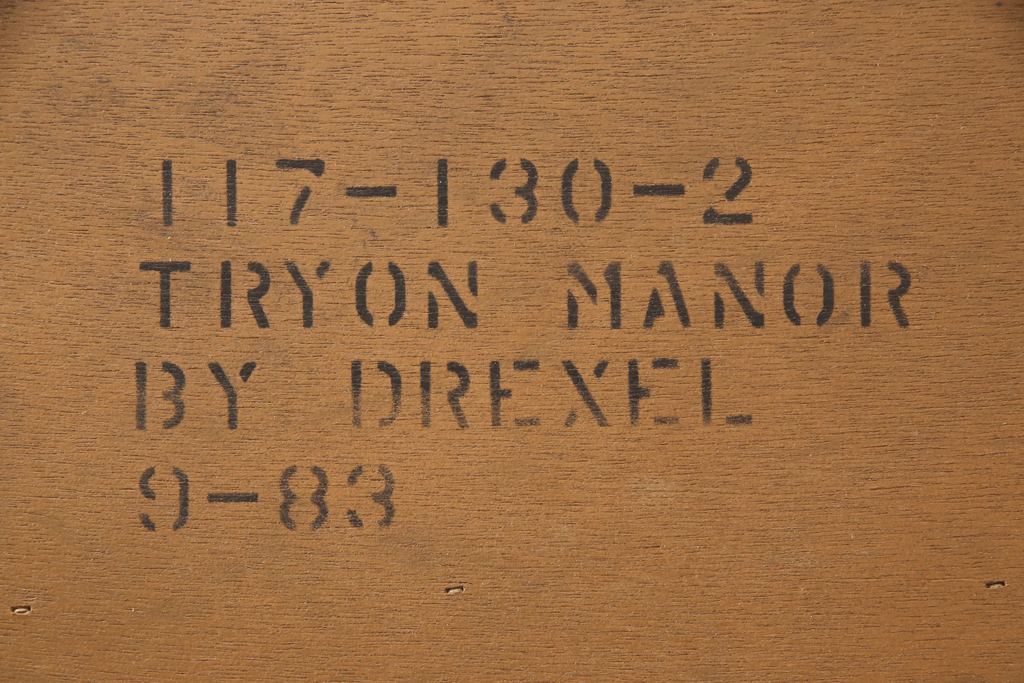 117-130-2
TRYON MANOR
BY DREXEL
9-83